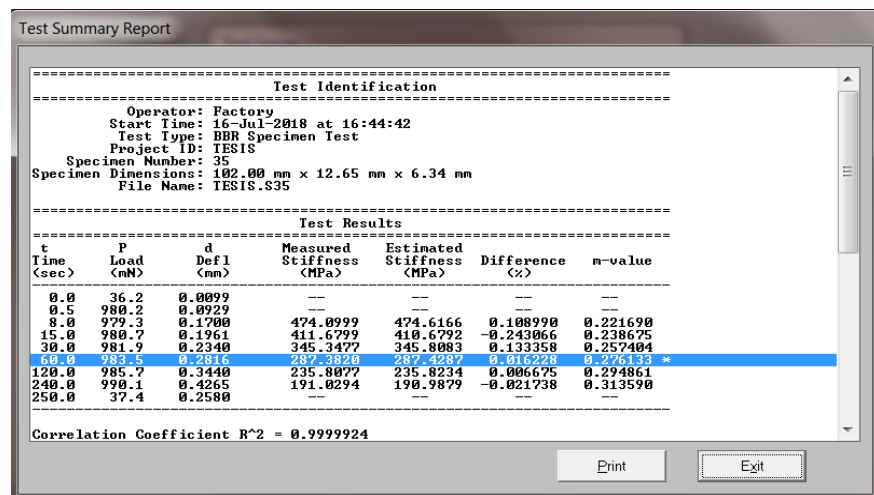 Test Summary Report
Test Identification
Operator: Factory
Start Time: 16-Jul-2018 at 16:44:42
Test Type: BBR Specimen Test
Project ID: TESIS
Specimen Number: 35
Specimen Dimensions: 102.00 mm x 12.65 mm x 6.34 mm
File Name: TESIS.S35
Test Results
t P d Measured Estimated
Time Load Defl Stiffness Stiffness Difference m-value
(sec) (mN) (mm) (MPa) (MPa) (%)
0.0 36.2 0.0099 -- -- -- --
0.5 980.2 0.0929 -- -- -- --
8.0 979.3 0.1700 474.0999 474.6166 0.108990 0.221690
15.0 980.7 0.1961 411.6799 410.6792 -0.243066 0.238675
30.0 981.9 0.2340 345.3477 345.8083 0.133358 0.257404
60.0 983.5 0.2816 287.3820 287.4287 0.016228 0.276133 *
120.0 985.7 0.3440 235.8077 235.8234 0.006675 0.294861
240.0 990.1 0.4265 191.0294 190.9879 -0.021738 0.313590
250.0 37.4 0.2580 -- -- -- --
Correlation Coefficient R^2 = 0.9999924
Print Exit